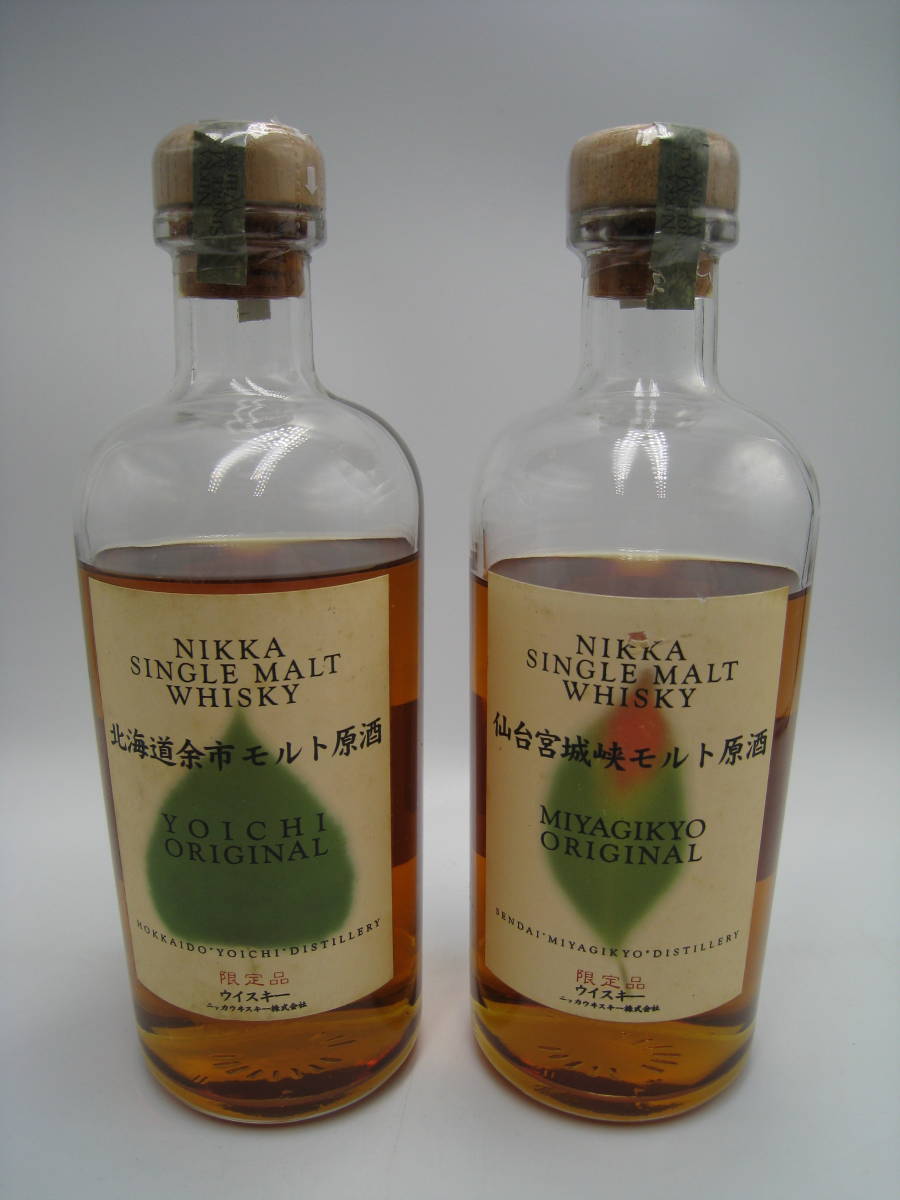 NIKKA
SINGLE MALT
WHISKY
NIKKA
SINGLE MALT
WHISKY
北海道余市モルト原酒
YOICHI
ORIGINAL
HOKKAIDO・YOICHI・DISTILLERY
限定品
ウイスキー
ニッカウヰスキー株式会社
NIKKA
SINGLE MALT
WHISKY
仙台宮城峡モルト原酒
MIYAGIKYO
ORIGINAL
SENDAI・MIYAGIKYO・DISTILLERY
限定品
ウイスキー
ニッカウヰスキー株式会社